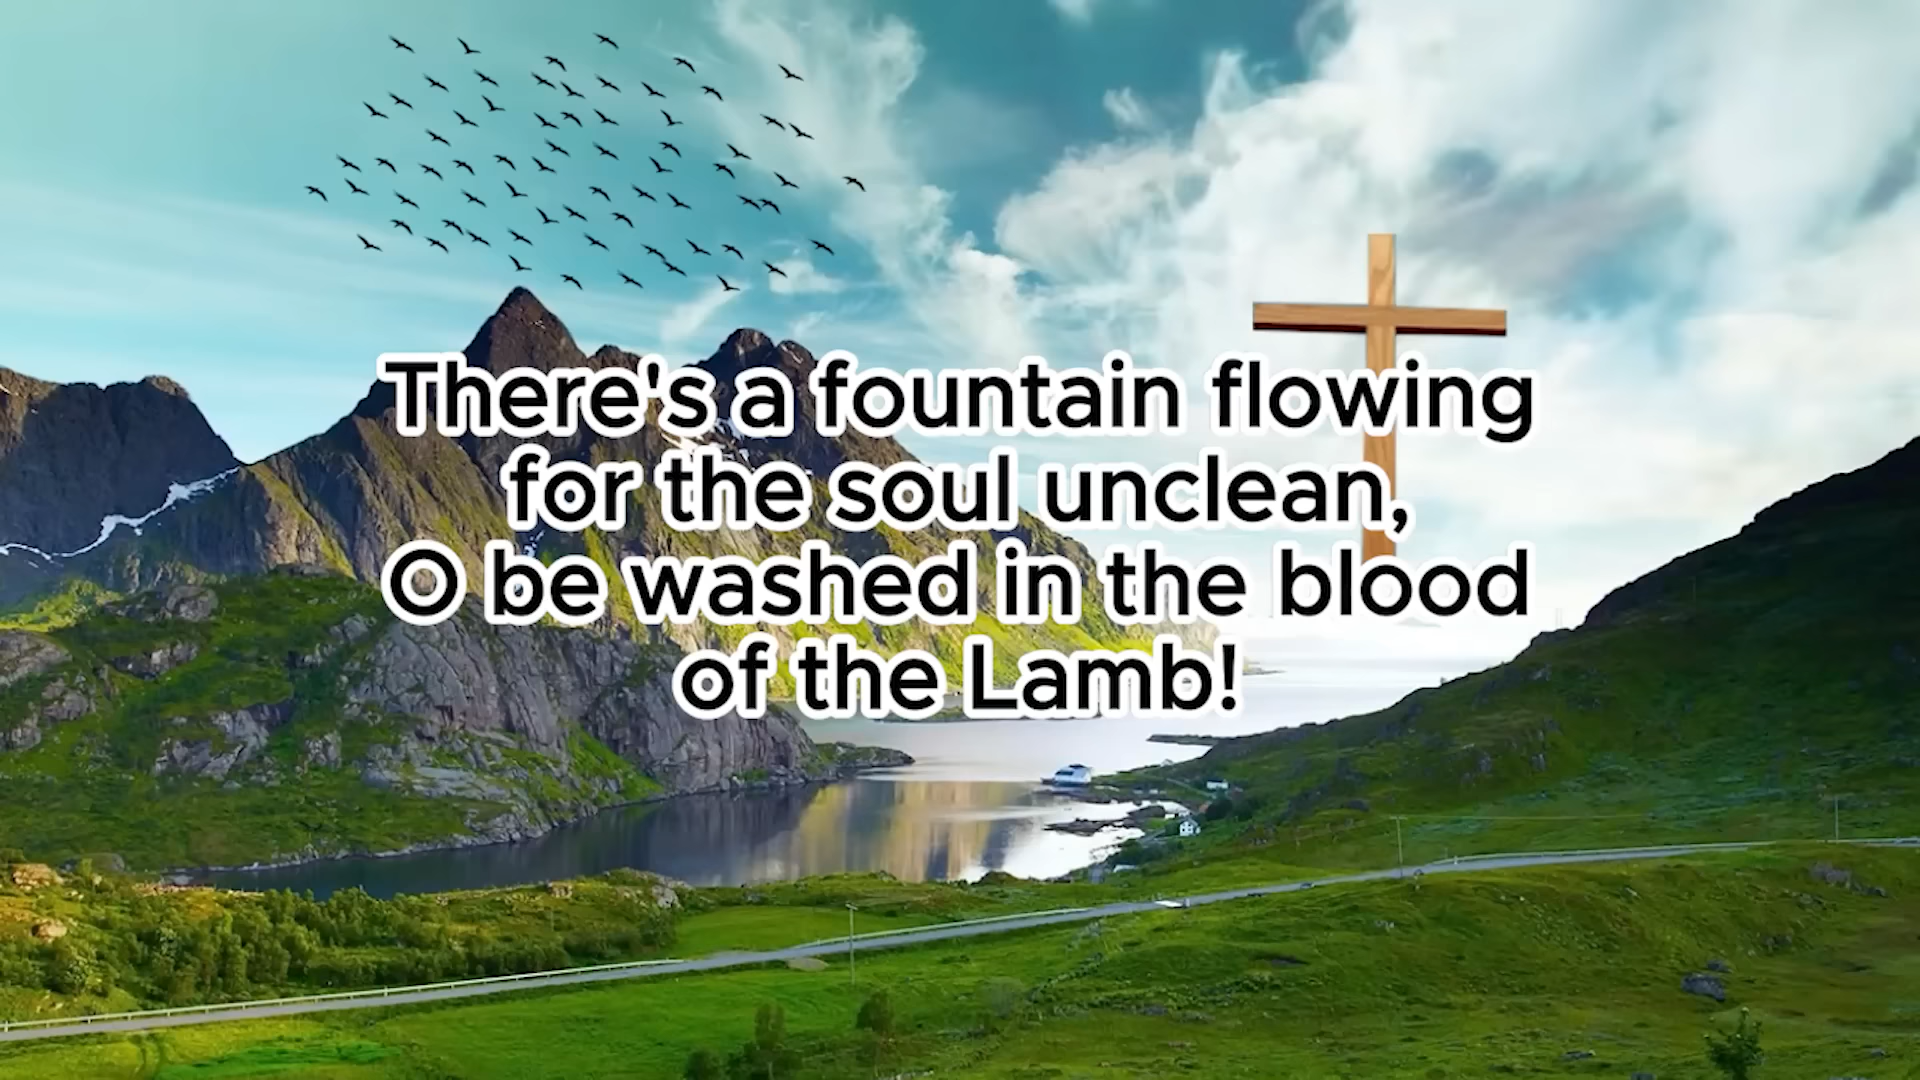 There's a fountain flowing
for the soul unclean,
O be washed in the blood
of the Lamb!